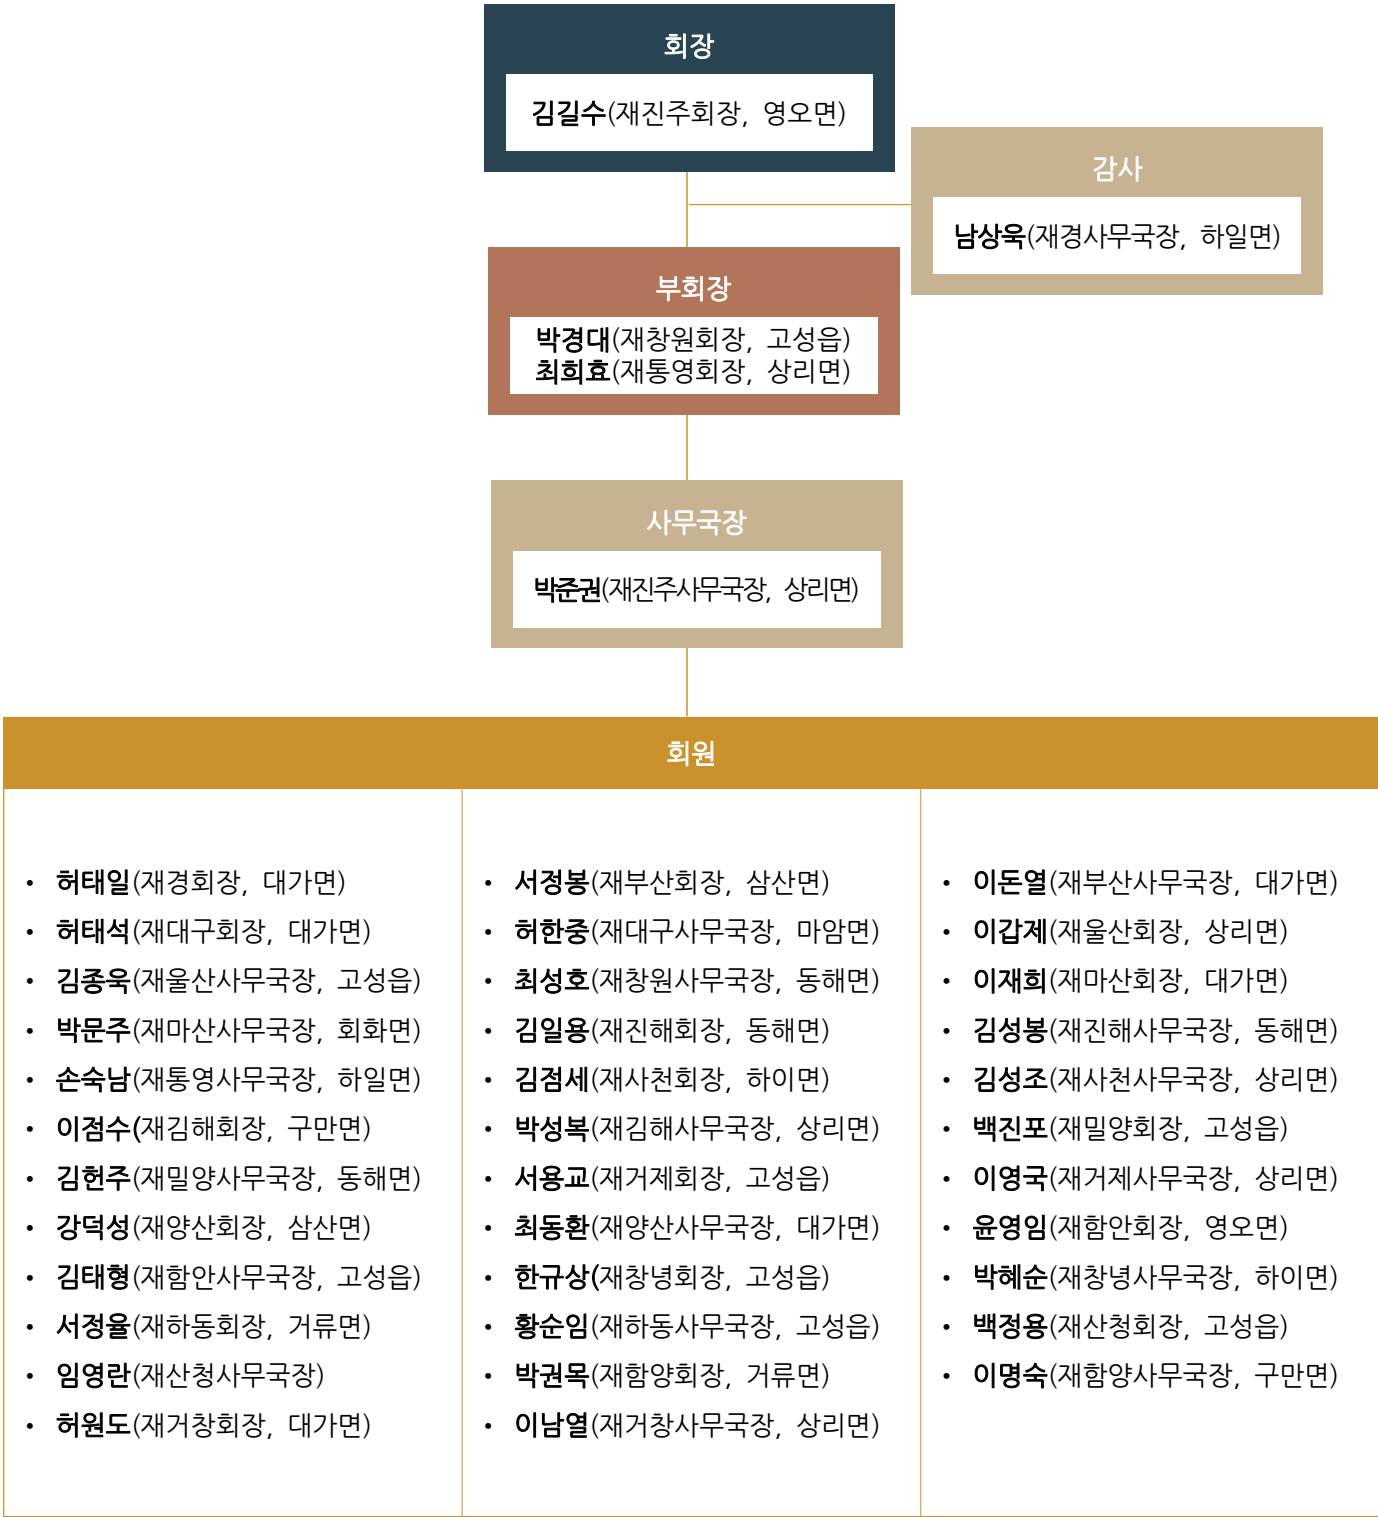 회장
김길수(재진주회장, 영오면)
감사
남상욱(재경사무국장, 하일면)
부회장
박경대(재창원회장, 고성읍)
최희효(재통영회장, 상리면)
사무국장
박준권(재진주사무국장, 상리면)
회원
• 허태일(재경회장, 대가면)
• 허태석(재대구회장, 대가면)
• 김종욱(재울산사무국장, 고성읍)
• 박문주(재마산사무국장, 회화면)
• 손숙남(재통영사무국장, 하일면)
• 이점수(재김해회장, 구만면)
• 김헌주(재밀양사무국장, 동해면)
• 강덕성(재양산회장, 삼산면)
• 김태형(재함안사무국장, 고성읍)
• 서정율(재하동회장, 거류면)
• 임영란(재산청사무국장)
• 허원도(재거창회장, 대가면)
• 서정봉(재부산회장, 삼산면)
• 허한중(재대구사무국장, 마암면)
• 최성호(재창원사무국장, 동해면)
• 김일용(재진해회장, 동해면)
• 김점세(재사천회장, 하이면)
• 박성복(재김해사무국장, 상리면)
• 서용교(재거제회장, 고성읍)
• 최동환(재양산사무국장, 대가면)
• 한규상(재창녕회장, 고성읍)
• 황순임(재하동사무국장, 고성읍)
• 박권목(재함양회장, 거류면)
• 이남열(재거창사무국장, 상리면)
• 이돈열(재부산사무국장, 대가면)
• 이갑제(재울산회장, 상리면)
• 이재희(재마산회장, 대가면)
• 김성봉(재진해사무국장, 동해면)
• 김성조(재사천사무국장, 상리면)
• 백진포(재밀양회장, 고성읍)
• 이영국(재거제사무국장, 상리면)
• 윤영임(재함안회장, 영오면)
• 박혜순(재창녕사무국장, 하이면)
• 백정용(재산청회장, 고성읍)
• 이명숙(재함양사무국장, 구만면)